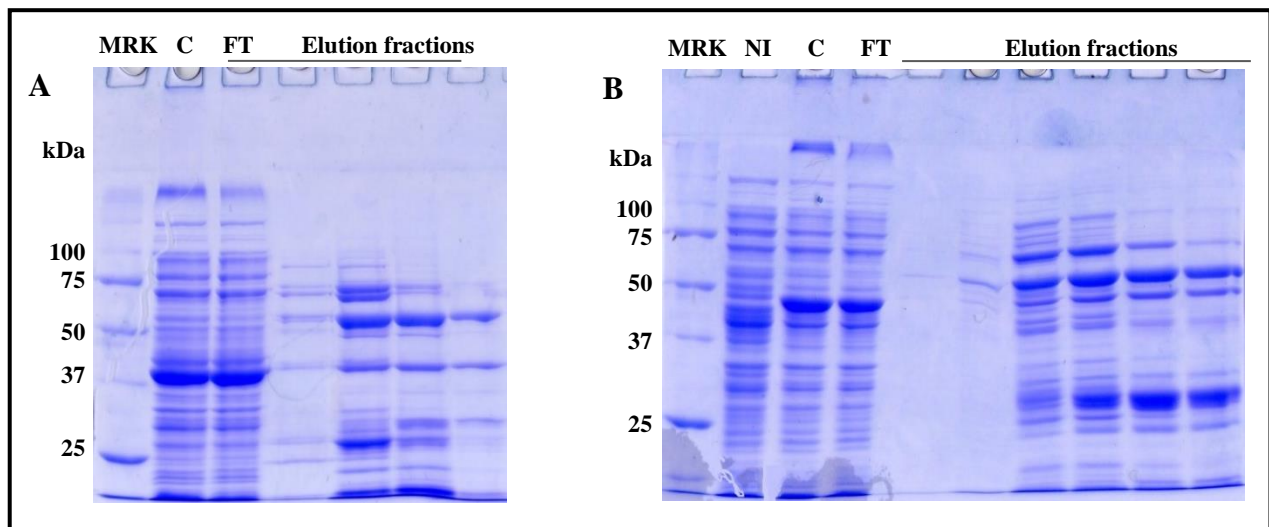 MRK C FT Elution fractions
A
kDa
100
75
50
37
25
MRK NI C FT Elution fractions
B
kDa
100
75
50
37
25